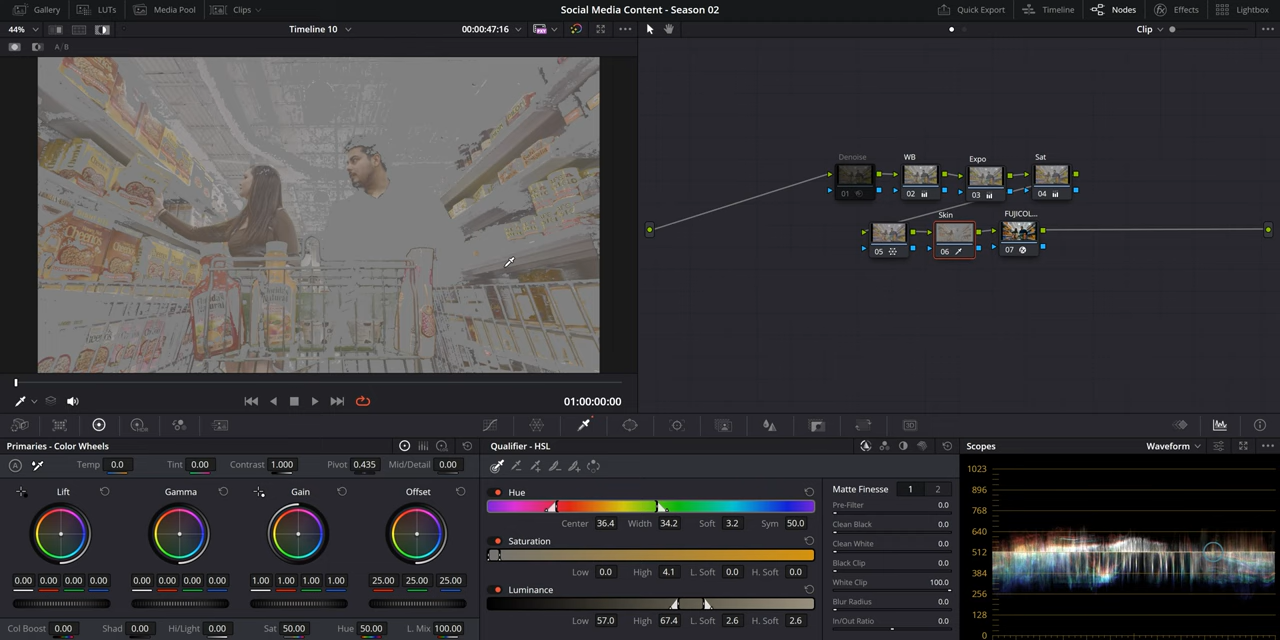 Gallery LUTs Media Pool Clips Social Media Content - Season 02 Quick Export Timeline Nodes Effects Lightbox
44% Timeline 10 00:00:47:16 Clip
A/B
Denoise WB Expo Sat
01 02 03 04
Skin FUJICOL...
05 06 07
Cheerios
Florida's Natural
01:00:00:00
Primaries - Color Wheels Qualifier - HSL Scopes Waveform
Temp 0.0 Tint 0.00 Contrast 1.000 Pivot 0.435 Mid/Detail 0.00
Lift Gamma Gain Offset
0.00 0.00 0.00 0.00 0.00 0.00 0.00 0.00 1.00 1.00 1.00 1.00 25.00 25.00 25.00
Col Boost 0.00 Shad 0.00 Hi/Light 0.00 Sat 50.00 Hue 50.00 L. Mix 100.00
Hue
Center 36.4 Width 34.2 Soft 3.2 Sym 50.0
Saturation
Low 0.0 High 4.1 L. Soft 0.0 H. Soft 0.0
Luminance
Low 57.0 High 67.4 L. Soft 2.6 H. Soft 2.6
Matte Finesse 1 2
Pre-Filter 0.0
Clean Black 0.0
Clean White 0.0
Black Clip 0.0
White Clip 100.0
Blur Radius 0.0
In/Out Ratio 0.0
1023
896
768
640
512
384
256
128
0